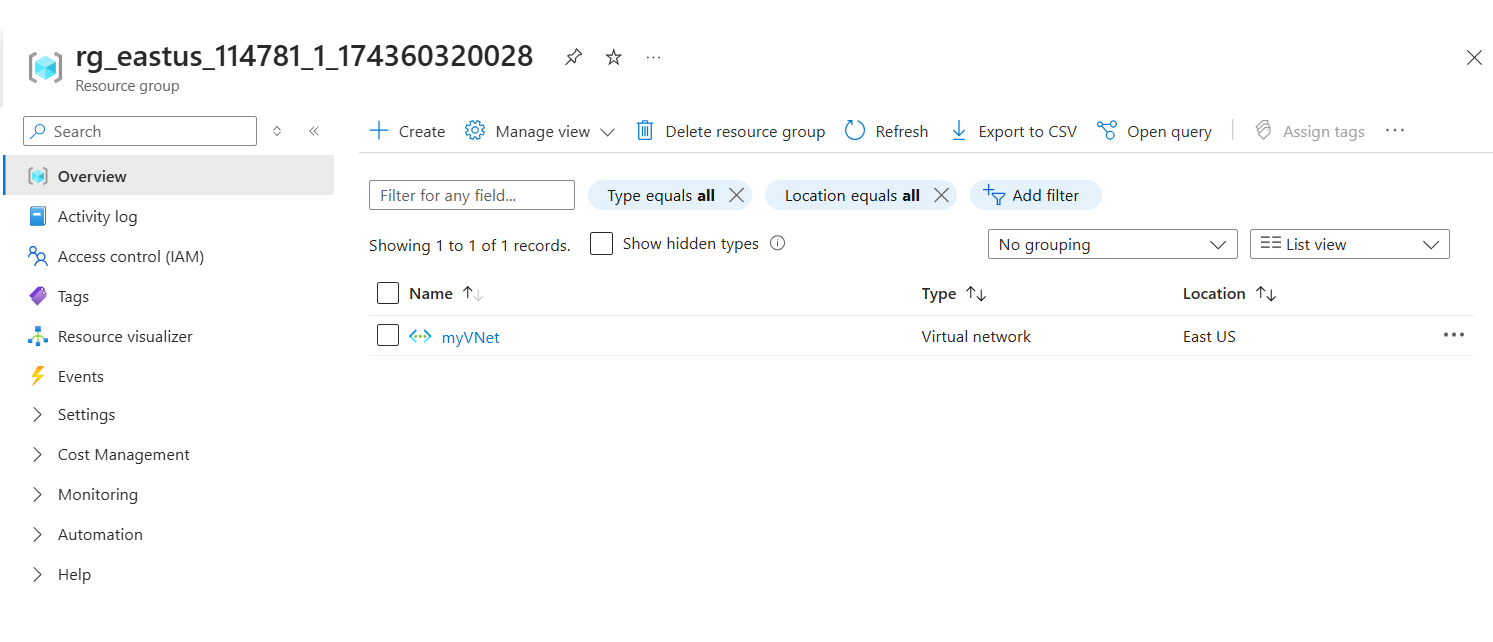 rg_eastus_114781_1_174360320028
Resource group
Search
Overview
Activity log
Access control (IAM)
Tags
Resource visualizer
Events
Settings
Cost Management
Monitoring
Automation
Help
Create Manage view Delete resource group Refresh Export to CSV Open query Assign tags
Filter for any field... Type equals all Location equals all Add filter
Showing 1 to 1 of 1 records. Show hidden types No grouping List view
Name Type Location
myVNet Virtual network East US